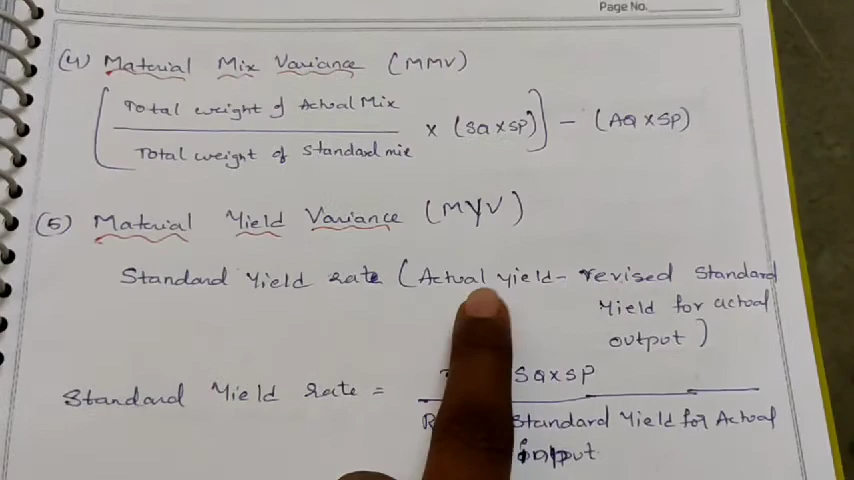 Page No.
(4) Material Mix Variance (MMV)
[Total weight of Actual Mix
Total weight of Standard mix × (SQ×SP)] - (AQ×SP)
(5) Material Yield Variance (MYV)
Standard Yield rate (Actual yield - revised Standard
Yield for actual
output)
Standard Yield rate = SQ×SP
Standard Yield for Actual